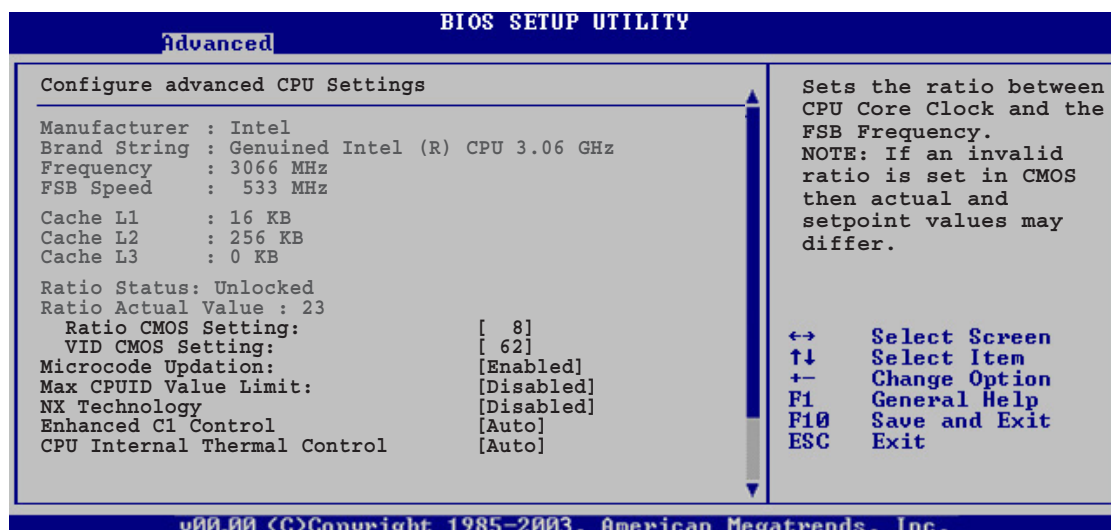 BIOS SETUP UTILITY
Advanced
Configure advanced CPU Settings
Manufacturer : Intel
Brand String : Genuined Intel (R) CPU 3.06 GHz
Frequency : 3066 MHz
FSB Speed : 533 MHz
Cache L1 : 16 KB
Cache L2 : 256 KB
Cache L3 : 0 KB
Ratio Status: Unlocked
Ratio Actual Value : 23
Ratio CMOS Setting: [ 8]
VID CMOS Setting: [ 62]
Microcode Updation: [Enabled]
Max CPUID Value Limit: [Disabled]
NX Technology [Disabled]
Enhanced C1 Control [Auto]
CPU Internal Thermal Control [Auto]
Sets the ratio between
CPU Core Clock and the
FSB Frequency.
NOTE: If an invalid
ratio is set in CMOS
then actual and
setpoint values may
differ.
←→ Select Screen
↑↓ Select Item
+- Change Option
F1 General Help
F10 Save and Exit
ESC Exit
v00.00 (C)Copyright 1985-2003, American Megatrends, Inc.